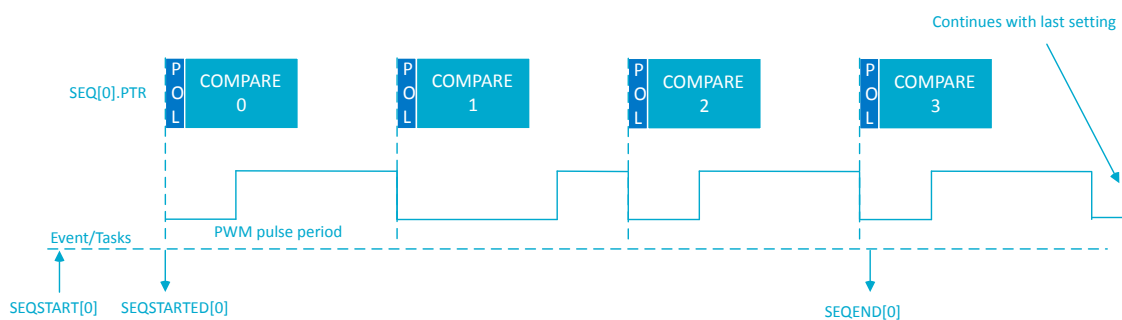 Continues with last setting
SEQ[0].PTR
P
O
L
COMPARE
0
P
O
L
COMPARE
1
P
O
L
COMPARE
2
P
O
L
COMPARE
3
Event/Tasks
PWM pulse period
SEQSTART[0]
SEQSTARTED[0]
SEQEND[0]